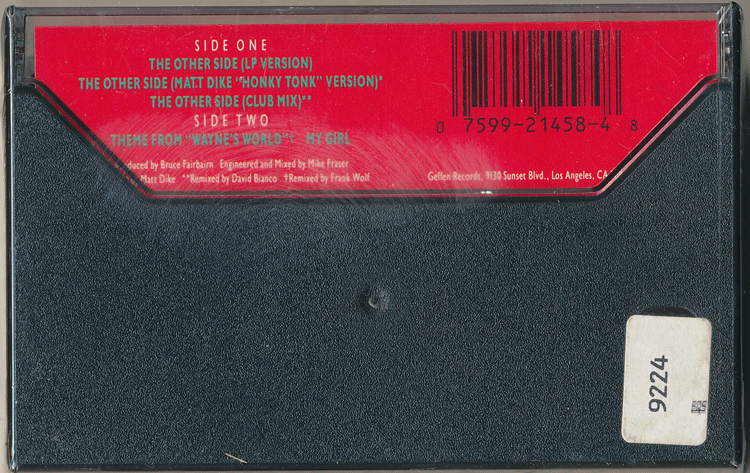 SIDE ONE
THE OTHER SIDE (LP VERSION)
THE OTHER SIDE (MATT DIKE "HONKY TONK" VERSION)*
THE OTHER SIDE (CLUB MIX)**
SIDE TWO
THEME FROM "WAYNE'S WORLD" MY GIRL
by Bruce Fairbairn Engineered and Mixed by Mike Fraser
Matt Dike **Remixed by David Bianco †Remixed by Frank Wolf
0 7599-21458-4 8
Geffen Records, 9130 Sunset Blvd., Los Angeles, CA
9224